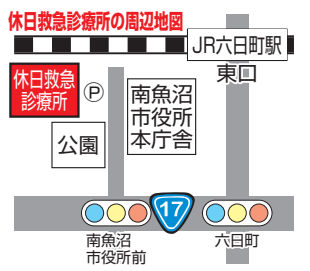 休日救急診療所の周辺地図
JR六日町駅
東口
休日救急
診療所
P
南魚沼
市役所
本庁舎
公園
17
南魚沼
市役所前
六日町